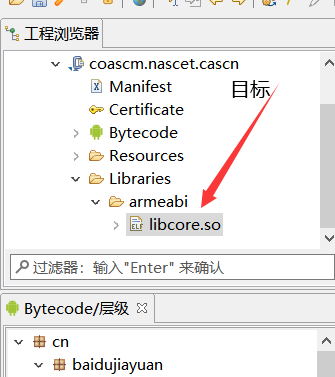 工程浏览器
coascm.nascet.cascn
Manifest
目标
Certificate
Bytecode
Resources
Libraries
armeabi
libcore.so
过滤器：输入"Enter" 来确认
Bytecode/层级
cn
baidujiayuan